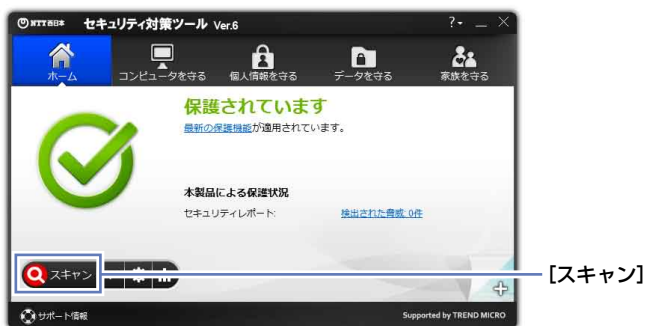 NTT西日本 セキュリティ対策ツール Ver.6
ホーム
コンピュータを守る
個人情報を守る
データを守る
家族を守る
保護されています
最新の保護機能が適用されています。
本製品による保護状況
セキュリティレポート: 検出された脅威: 0件
スキャン
[スキャン]
サポート情報
Supported by TREND MICRO